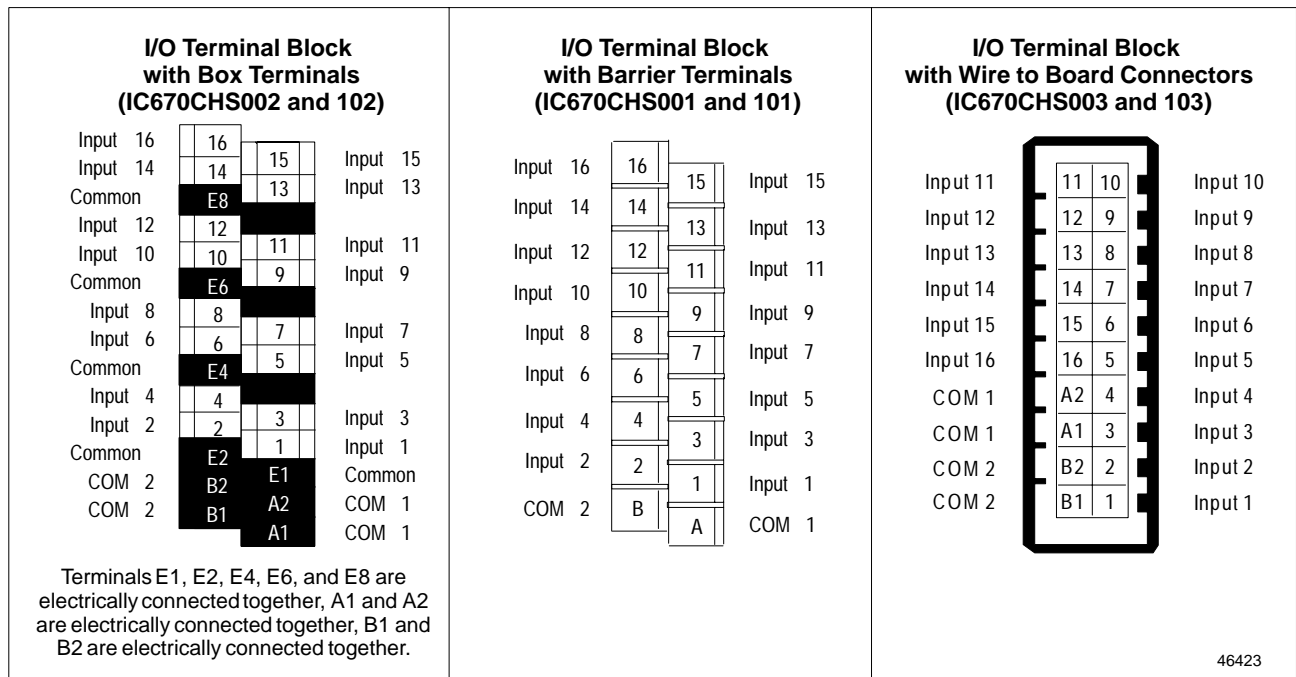 I/O Terminal Block
with Box Terminals
(IC670CHS002 and 102)
Input 16 16
15 Input 15
Input 14 14
13 Input 13
Common E8
Input 12 12
11 Input 11
Input 10 10
9 Input 9
Common E6
Input 8 8
7 Input 7
Input 6 6
5 Input 5
Common E4
Input 4 4
3 Input 3
Input 2 2
1 Input 1
Common E2
E1 Common
COM 2 B2
A2 COM 1
COM 2 B1
A1 COM 1
Terminals E1, E2, E4, E6, and E8 are
electrically connected together, A1 and A2
are electrically connected together, B1 and
B2 are electrically connected together.
I/O Terminal Block
with Barrier Terminals
(IC670CHS001 and 101)
Input 16 16
15 Input 15
Input 14 14
13 Input 13
Input 12 12
11 Input 11
Input 10 10
9 Input 9
Input 8 8
7 Input 7
Input 6 6
5 Input 5
Input 4 4
3 Input 3
Input 2 2
1 Input 1
COM 2 B
A COM 1
I/O Terminal Block
with Wire to Board Connectors
(IC670CHS003 and 103)
Input 11 11 10 Input 10
Input 12 12 9 Input 9
Input 13 13 8 Input 8
Input 14 14 7 Input 7
Input 15 15 6 Input 6
Input 16 16 5 Input 5
COM 1 A2 4 Input 4
COM 1 A1 3 Input 3
COM 2 B2 2 Input 2
COM 2 B1 1 Input 1
46423